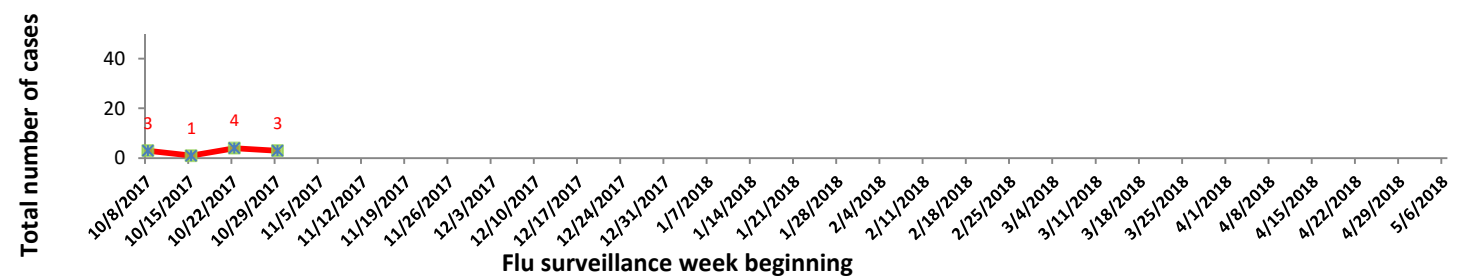 Total number of cases
40
20
0
3 1 4 3
10/8/2017 10/15/2017 10/22/2017 10/29/2017 11/5/2017 11/12/2017 11/19/2017 11/26/2017 12/3/2017 12/10/2017 12/17/2017 12/24/2017 12/31/2017 1/7/2018 1/14/2018 1/21/2018 1/28/2018 2/4/2018 2/11/2018 2/18/2018 2/25/2018 3/4/2018 3/11/2018 3/18/2018 3/25/2018 4/1/2018 4/8/2018 4/15/2018 4/22/2018 4/29/2018 5/6/2018
Flu surveillance week beginning